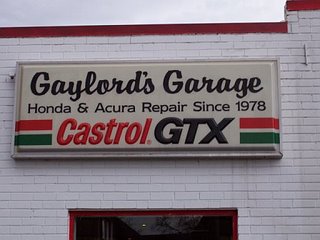 Gaylord's Garage
Honda & Acura Repair Since 1978
Castrol® GTX